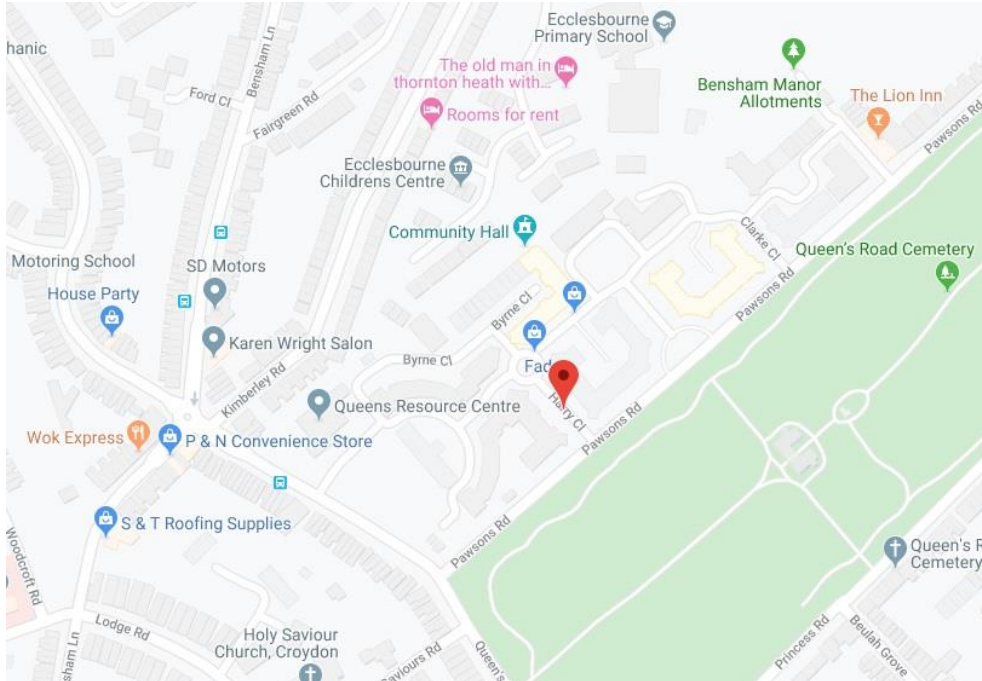 Ecclesbourne
Primary School
hanic
Bensham Ln
The old man in
thornton heath with...
Bensham Manor
Allotments
Ford Cl
Fairgreen Rd
Rooms for rent
The Lion Inn
Pawsons Rd
Ecclesbourne
Childrens Centre
Community Hall
Clarke Cl
Queen's Road Cemetery
Motoring School
SD Motors
House Party
Pawsons Rd
Byrne Cl
Karen Wright Salon
Byrne Cl
Fad
Kimberley Rd
Harry Cl
Queens Resource Centre
Pawsons Rd
Wok Express
P & N Convenience Store
S & T Roofing Supplies
Pawsons Rd
Queen's R
Cemetery
Woodcroft Rd
Lodge Rd
Holy Saviour
Church, Croydon
sham Ln
aviours Rd
Queen's
Princess Rd
Beulah Grove